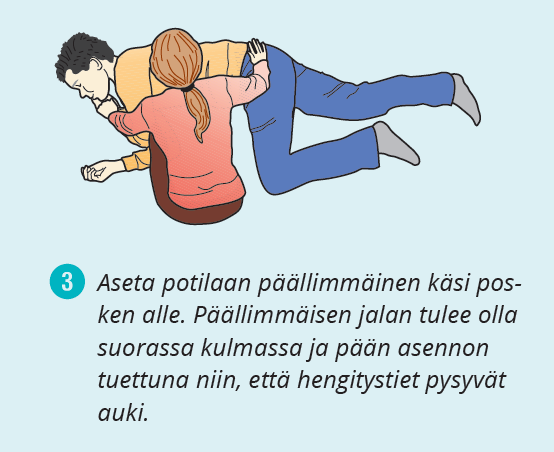 3 Aseta potilaan päällimmäinen käsi pos-
ken alle. Päällimmäisen jalan tulee olla
suorassa kulmassa ja pään asennon
tuettuna niin, että hengitystiet pysyvät
auki.